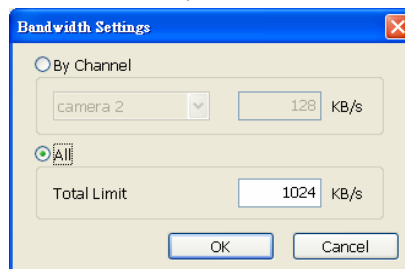 Bandwidth Settings
By Channel
camera 2 128 KB/s
All
Total Limit 1024 KB/s
OK Cancel